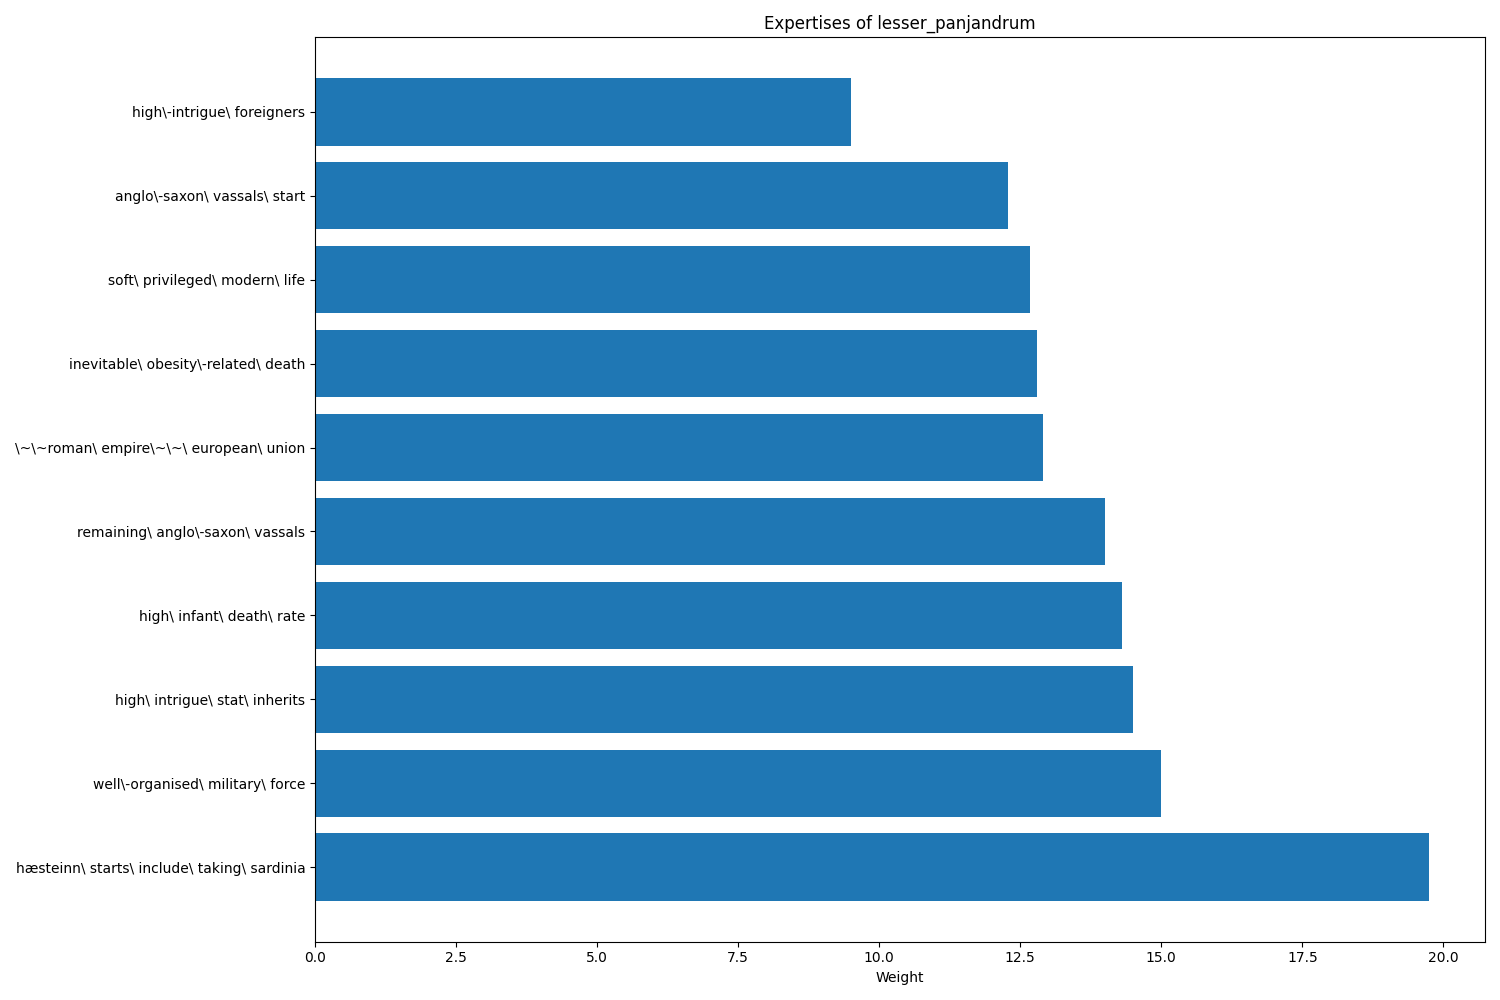 Expertises of lesser_panjandrum
high\-intrigue\ foreigners
anglo\-saxon\ vassals\ start
soft\ privileged\ modern\ life
inevitable\ obesity\-related\ death
\~\~roman\ empire\~\~\ european\ union
remaining\ anglo\-saxon\ vassals
high\ infant\ death\ rate
high\ intrigue\ stat\ inherits
well\-organised\ military\ force
hæsteinn\ starts\ include\ taking\ sardinia
0.0 2.5 5.0 7.5 10.0 12.5 15.0 17.5 20.0
Weight